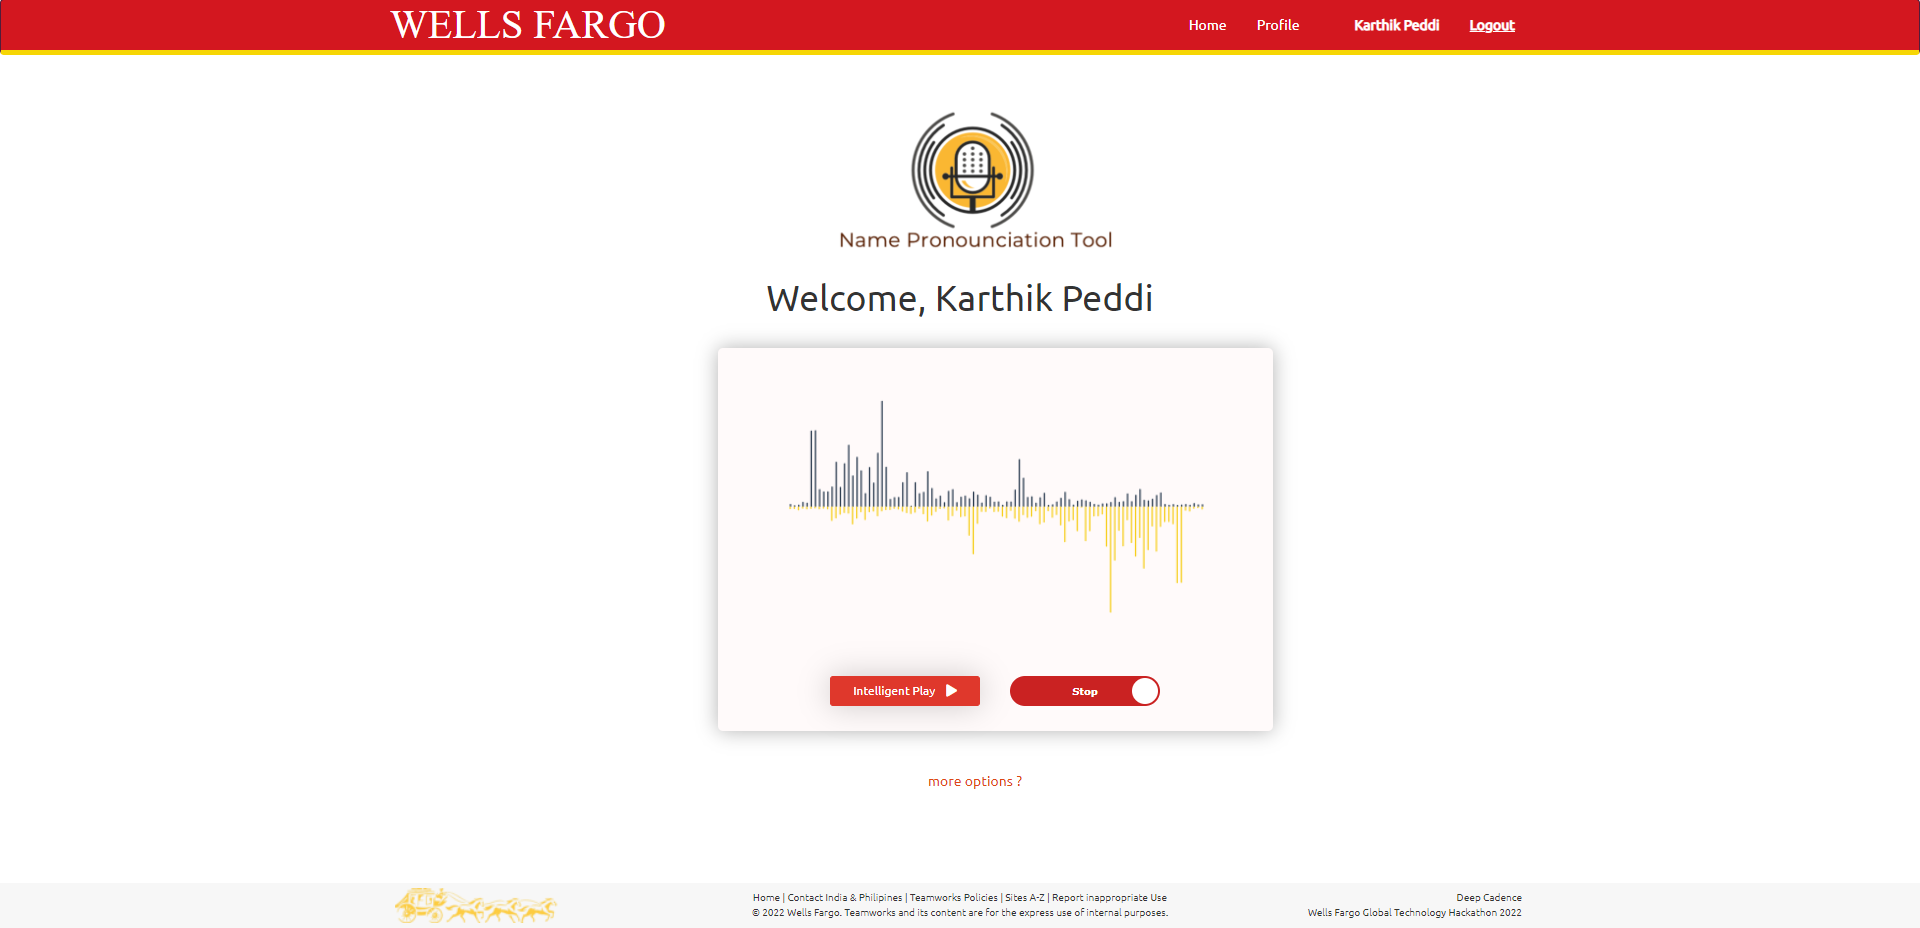 WELLS FARGO
Home Profile Karthik Peddi Logout
Name Pronounciation Tool
Welcome, Karthik Peddi
Intelligent Play Stop
more options ?
Home | Contact India & Philipines | Teamworks Policies | Sites A-Z | Report inappropriate Use
© 2022 Wells Fargo. Teamworks and its content are for the express use of internal purposes.
Deep Cadence
Wells Fargo Global Technology Hackathon 2022